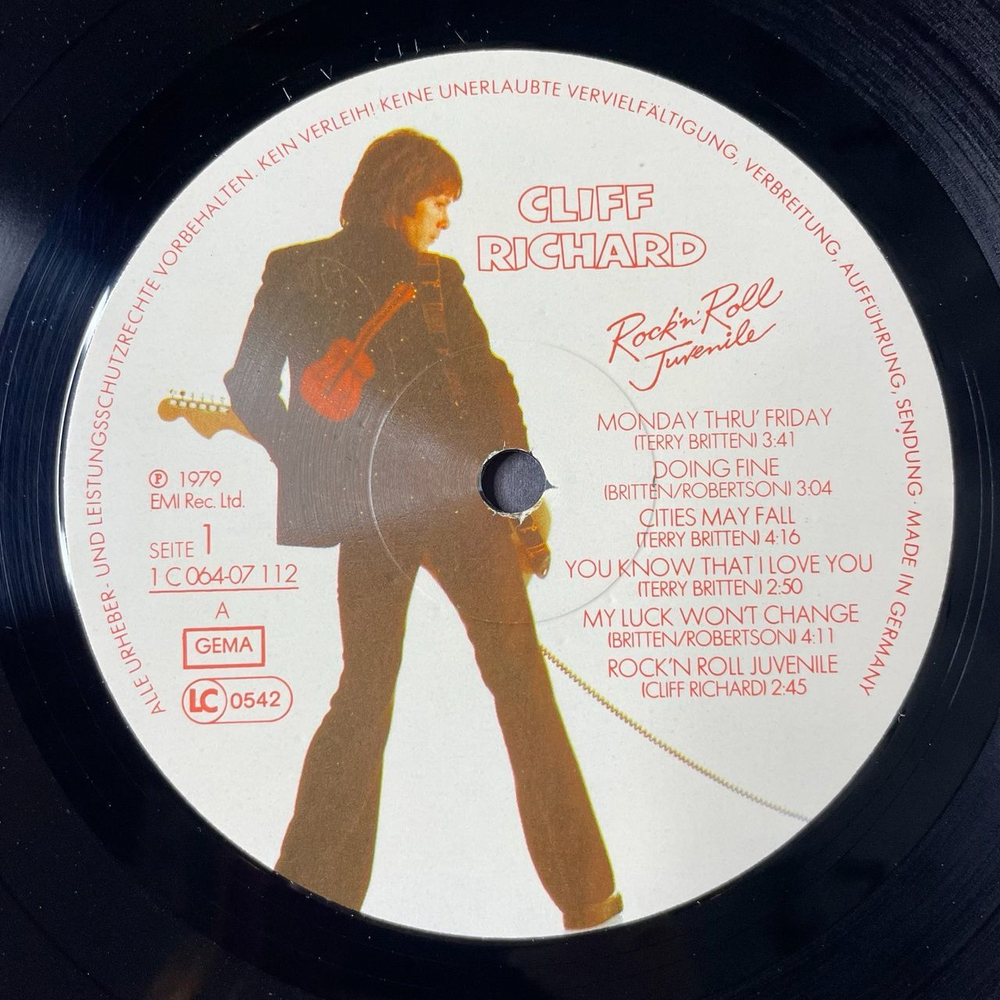 ALLE URHEBER- UND LEISTUNGSSCHUTZRECHTE VORBEHALTEN. KEIN VERLEIH! KEINE UNERLAUBTE VERVIELFÄLTIGUNG, VERBREITUNG, AUFFÜHRUNG, SENDUNG · MADE IN GERMANY
CLIFF
RICHARD
Rock'n'Roll
Juvenile
MONDAY THRU' FRIDAY
(TERRY BRITTEN) 3:41
DOING FINE
(BRITTEN/ROBERTSON) 3:04
CITIES MAY FALL
(TERRY BRITTEN) 4:16
YOU KNOW THAT I LOVE YOU
(TERRY BRITTEN) 2:50
MY LUCK WON'T CHANGE
(BRITTEN/ROBERTSON) 4:11
ROCK'N ROLL JUVENILE
(CLIFF RICHARD) 2:45
Ⓟ 1979
EMI Rec. Ltd.
SEITE 1
1 C 064-07 112
A
GEMA
LC 0542